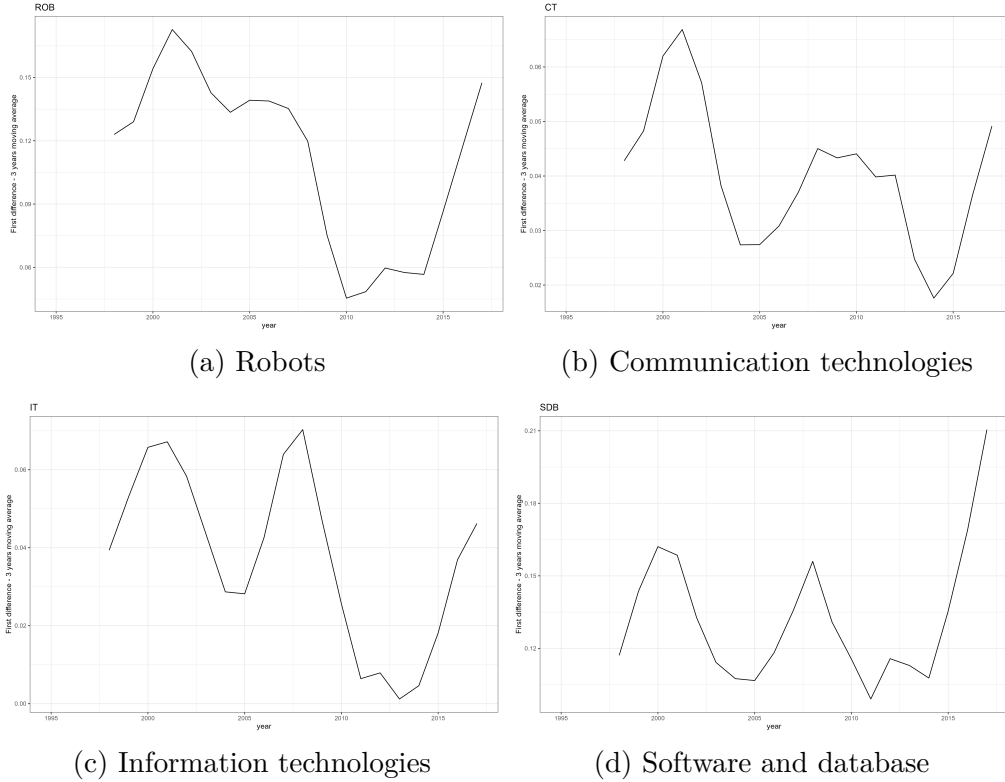 ROB
First difference - 3 years moving average
0.15
0.12
0.09
0.06
1995
2000
2005
2010
2015
year
(a) Robots
CT
First difference - 3 years moving average
0.06
0.05
0.04
0.03
0.02
1995
2000
2005
2010
2015
year
(b) Communication technologies
IT
First difference - 3 years moving average
0.06
0.04
0.02
0.00
1995
2000
2005
2010
2015
year
(c) Information technologies
SDB
First difference - 3 years moving average
0.21
0.18
0.15
0.12
1995
2000
2005
2010
2015
year
(d) Software and database